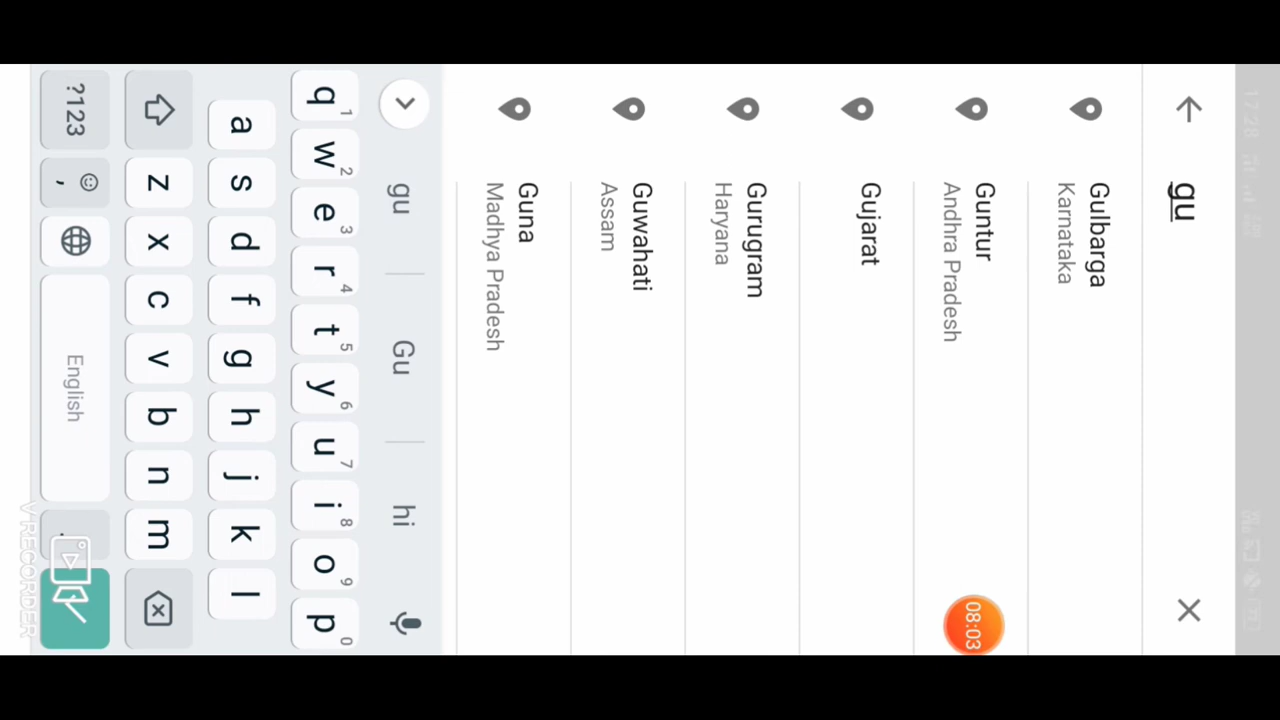 17:28
gu
Gulbarga
Karnataka
Guntur
Andhra Pradesh
Gujarat
Gurugram
Haryana
Guwahati
Assam
Guna
Madhya Pradesh
08:03
gu Gu hi
q 1 w 2 e 3 r 4 t 5 y 6 u 7 i 8 o 9 p 0
a s d f g h j k l
z x c v b n m
?123 , English .
V RECORDER